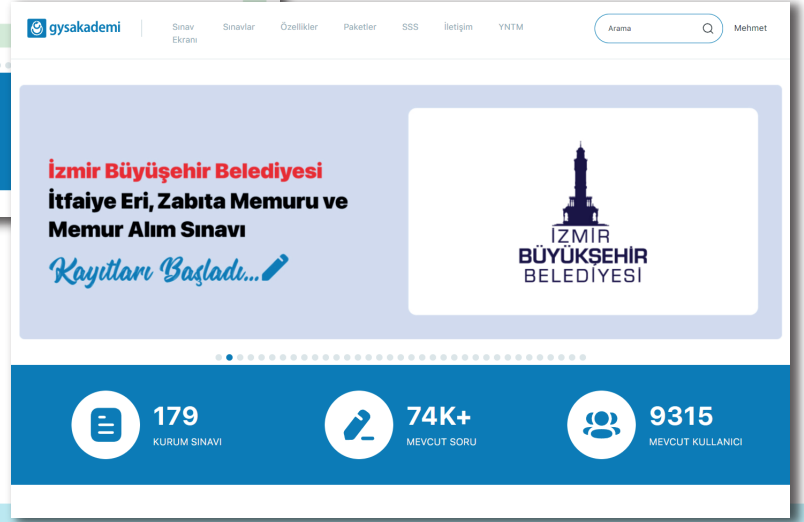 gysakademi
Sınav
Ekranı
Sınavlar
Özellikler
Paketler
SSS
İletişim
YNTM
Arama
Mehmet
İzmir Büyüşehir Belediyesi
İtfaiye Eri, Zabıta Memuru ve
Memur Alım Sınavı
Kayıtları Başladı...
İZMİR
BÜYÜKŞEHİR
BELEDİYESİ
179
KURUM SINAVI
74K+
MEVCUT SORU
9315
MEVCUT KULLANICI